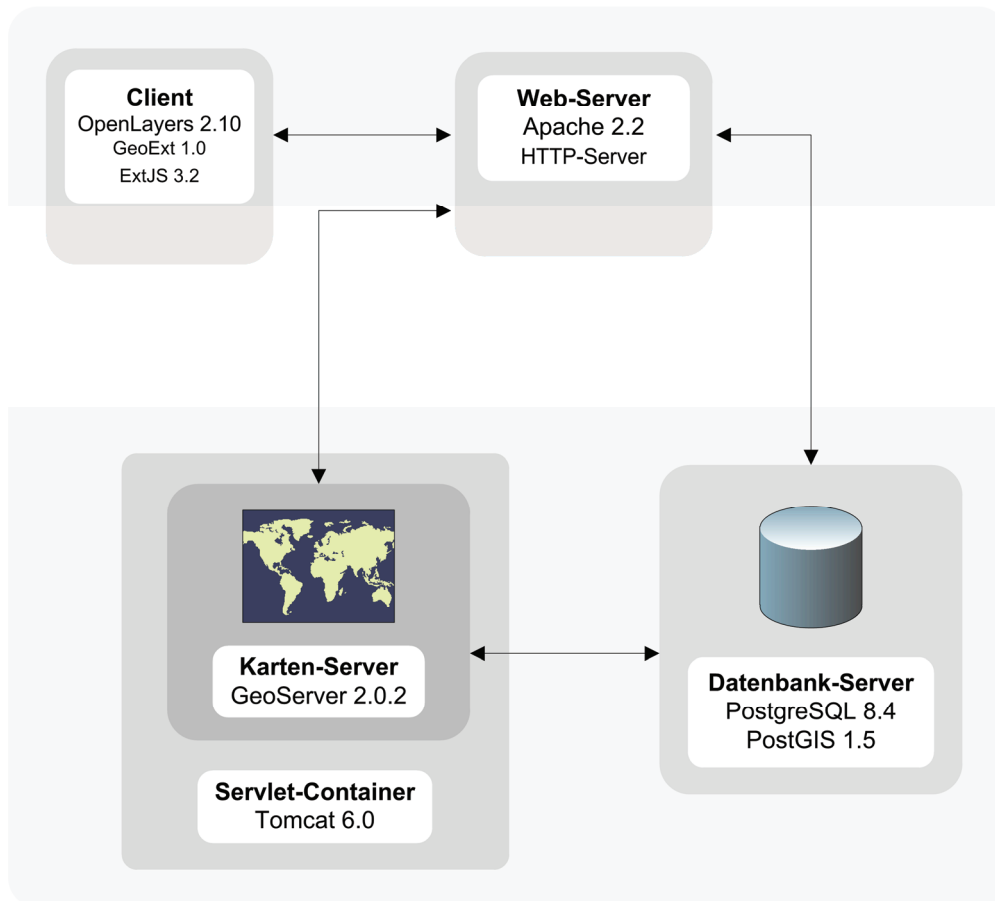 Client
OpenLayers 2.10
GeoExt 1.0
ExtJS 3.2
Web-Server
Apache 2.2
HTTP-Server
Karten-Server
GeoServer 2.0.2
Servlet-Container
Tomcat 6.0
Datenbank-Server
PostgreSQL 8.4
PostGIS 1.5